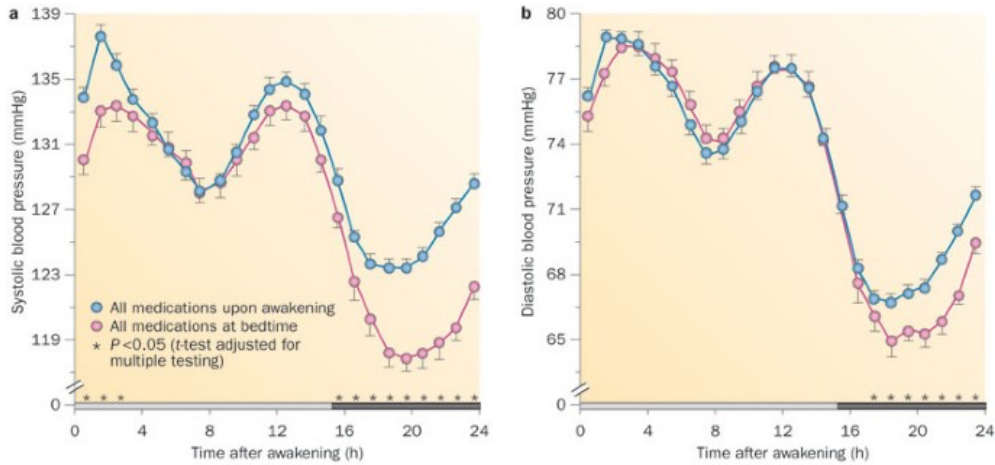 a
139
135
131
127
123
119
0
Systolic blood pressure (mmHg)
All medications upon awakening
All medications at bedtime
* P<0.05 (t-test adjusted for
multiple testing)
* * * * * * * * * * * *
0 4 8 12 16 20 24
Time after awakening (h)
b
80
77
74
71
68
65
0
Diastolic blood pressure (mmHg)
* * * * * * *
0 4 8 12 16 20 24
Time after awakening (h)